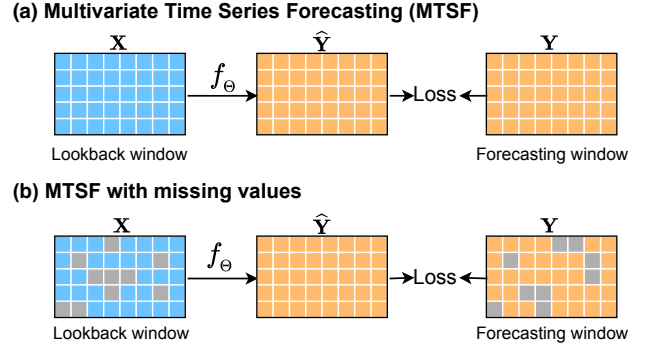 (a) Multivariate Time Series Forecasting (MTSF)
X Ŷ Y
f_Θ Loss
Lookback window Forecasting window
(b) MTSF with missing values
X Ŷ Y
f_Θ Loss
Lookback window Forecasting window